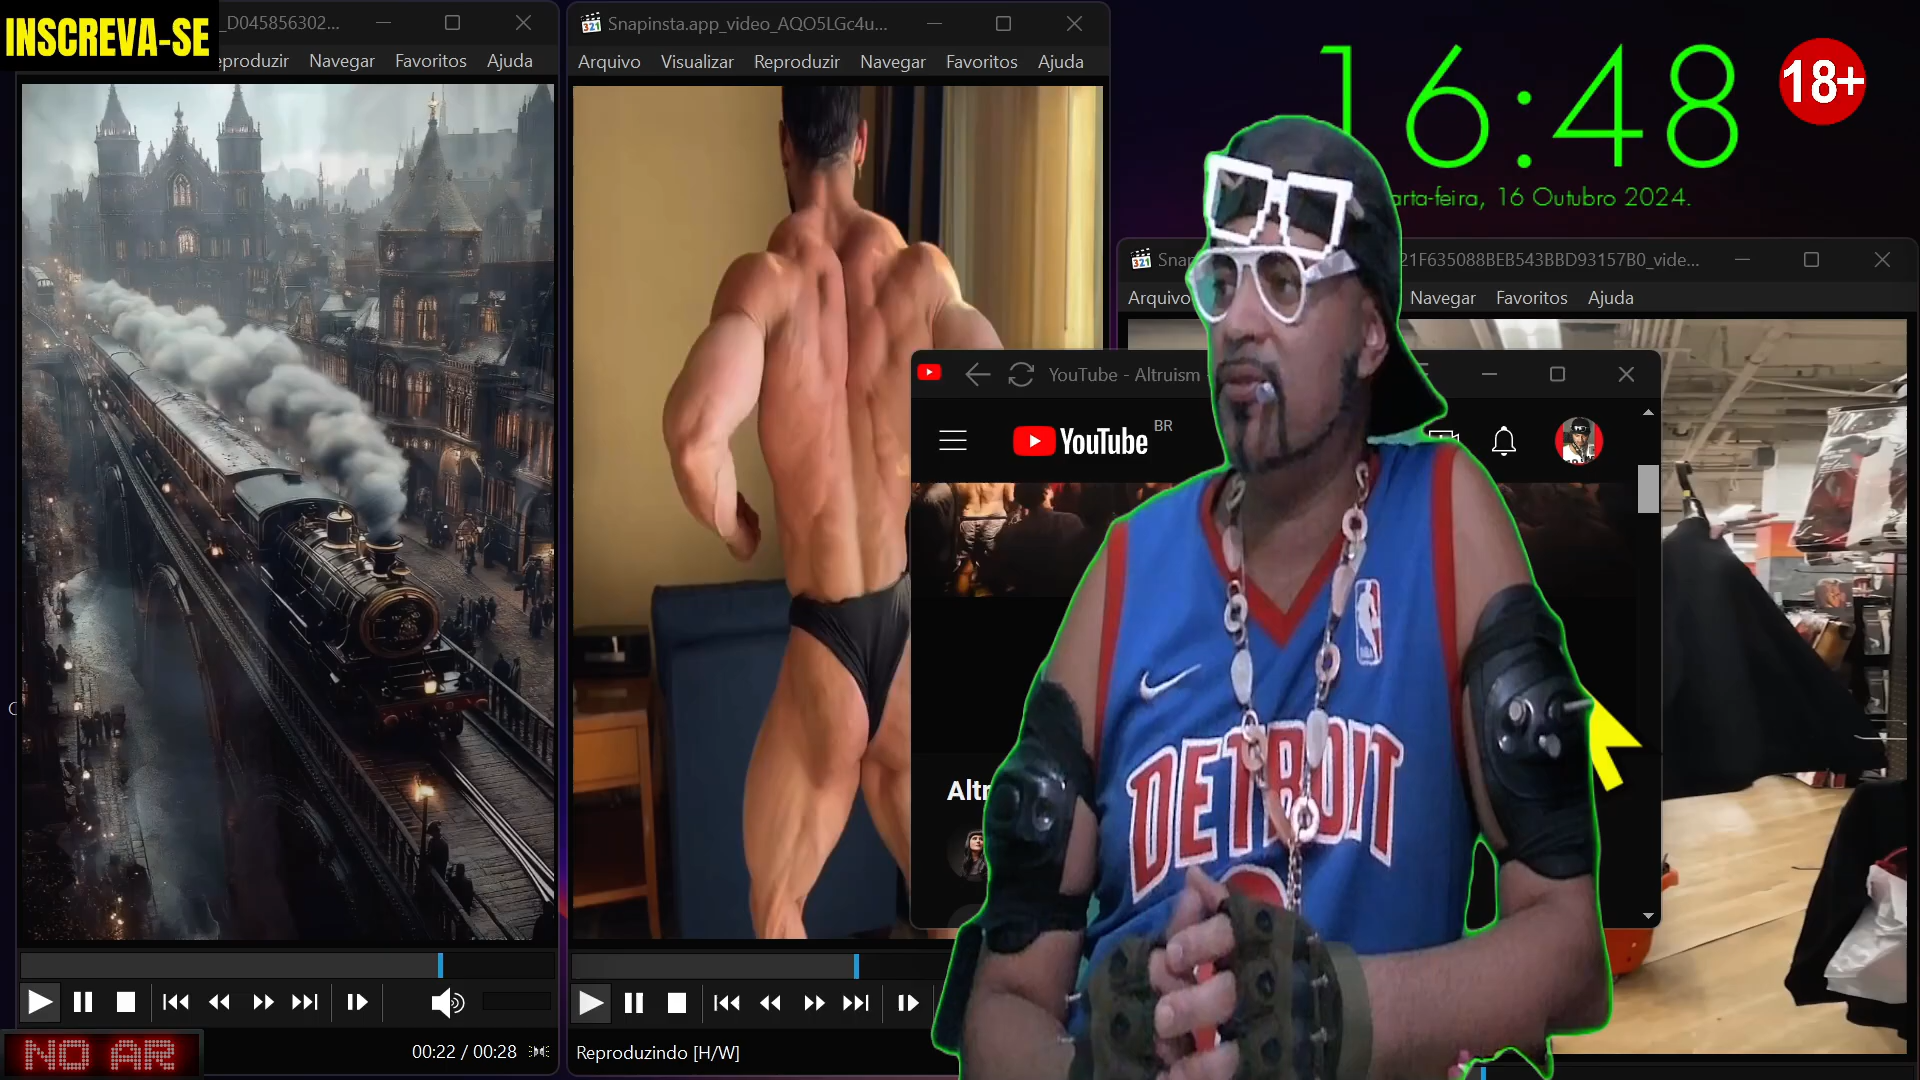 INSCREVA-SE
_D045856302...
Snapinsta.app_video_AQO5LGc4u...
produzir Navegar Favoritos Ajuda
Arquivo Visualizar Reproduzir Navegar Favoritos Ajuda
16:48
18+
arta-feira, 16 Outubro 2024.
Snap
21F635088BEB543BBD93157B0_vide...
Arquivo
Navegar Favoritos Ajuda
YouTube - Altruism
YouTube BR
NBA
DETROIT
Altr
NO AR
00:22 / 00:28
Reproduzindo [H/W]